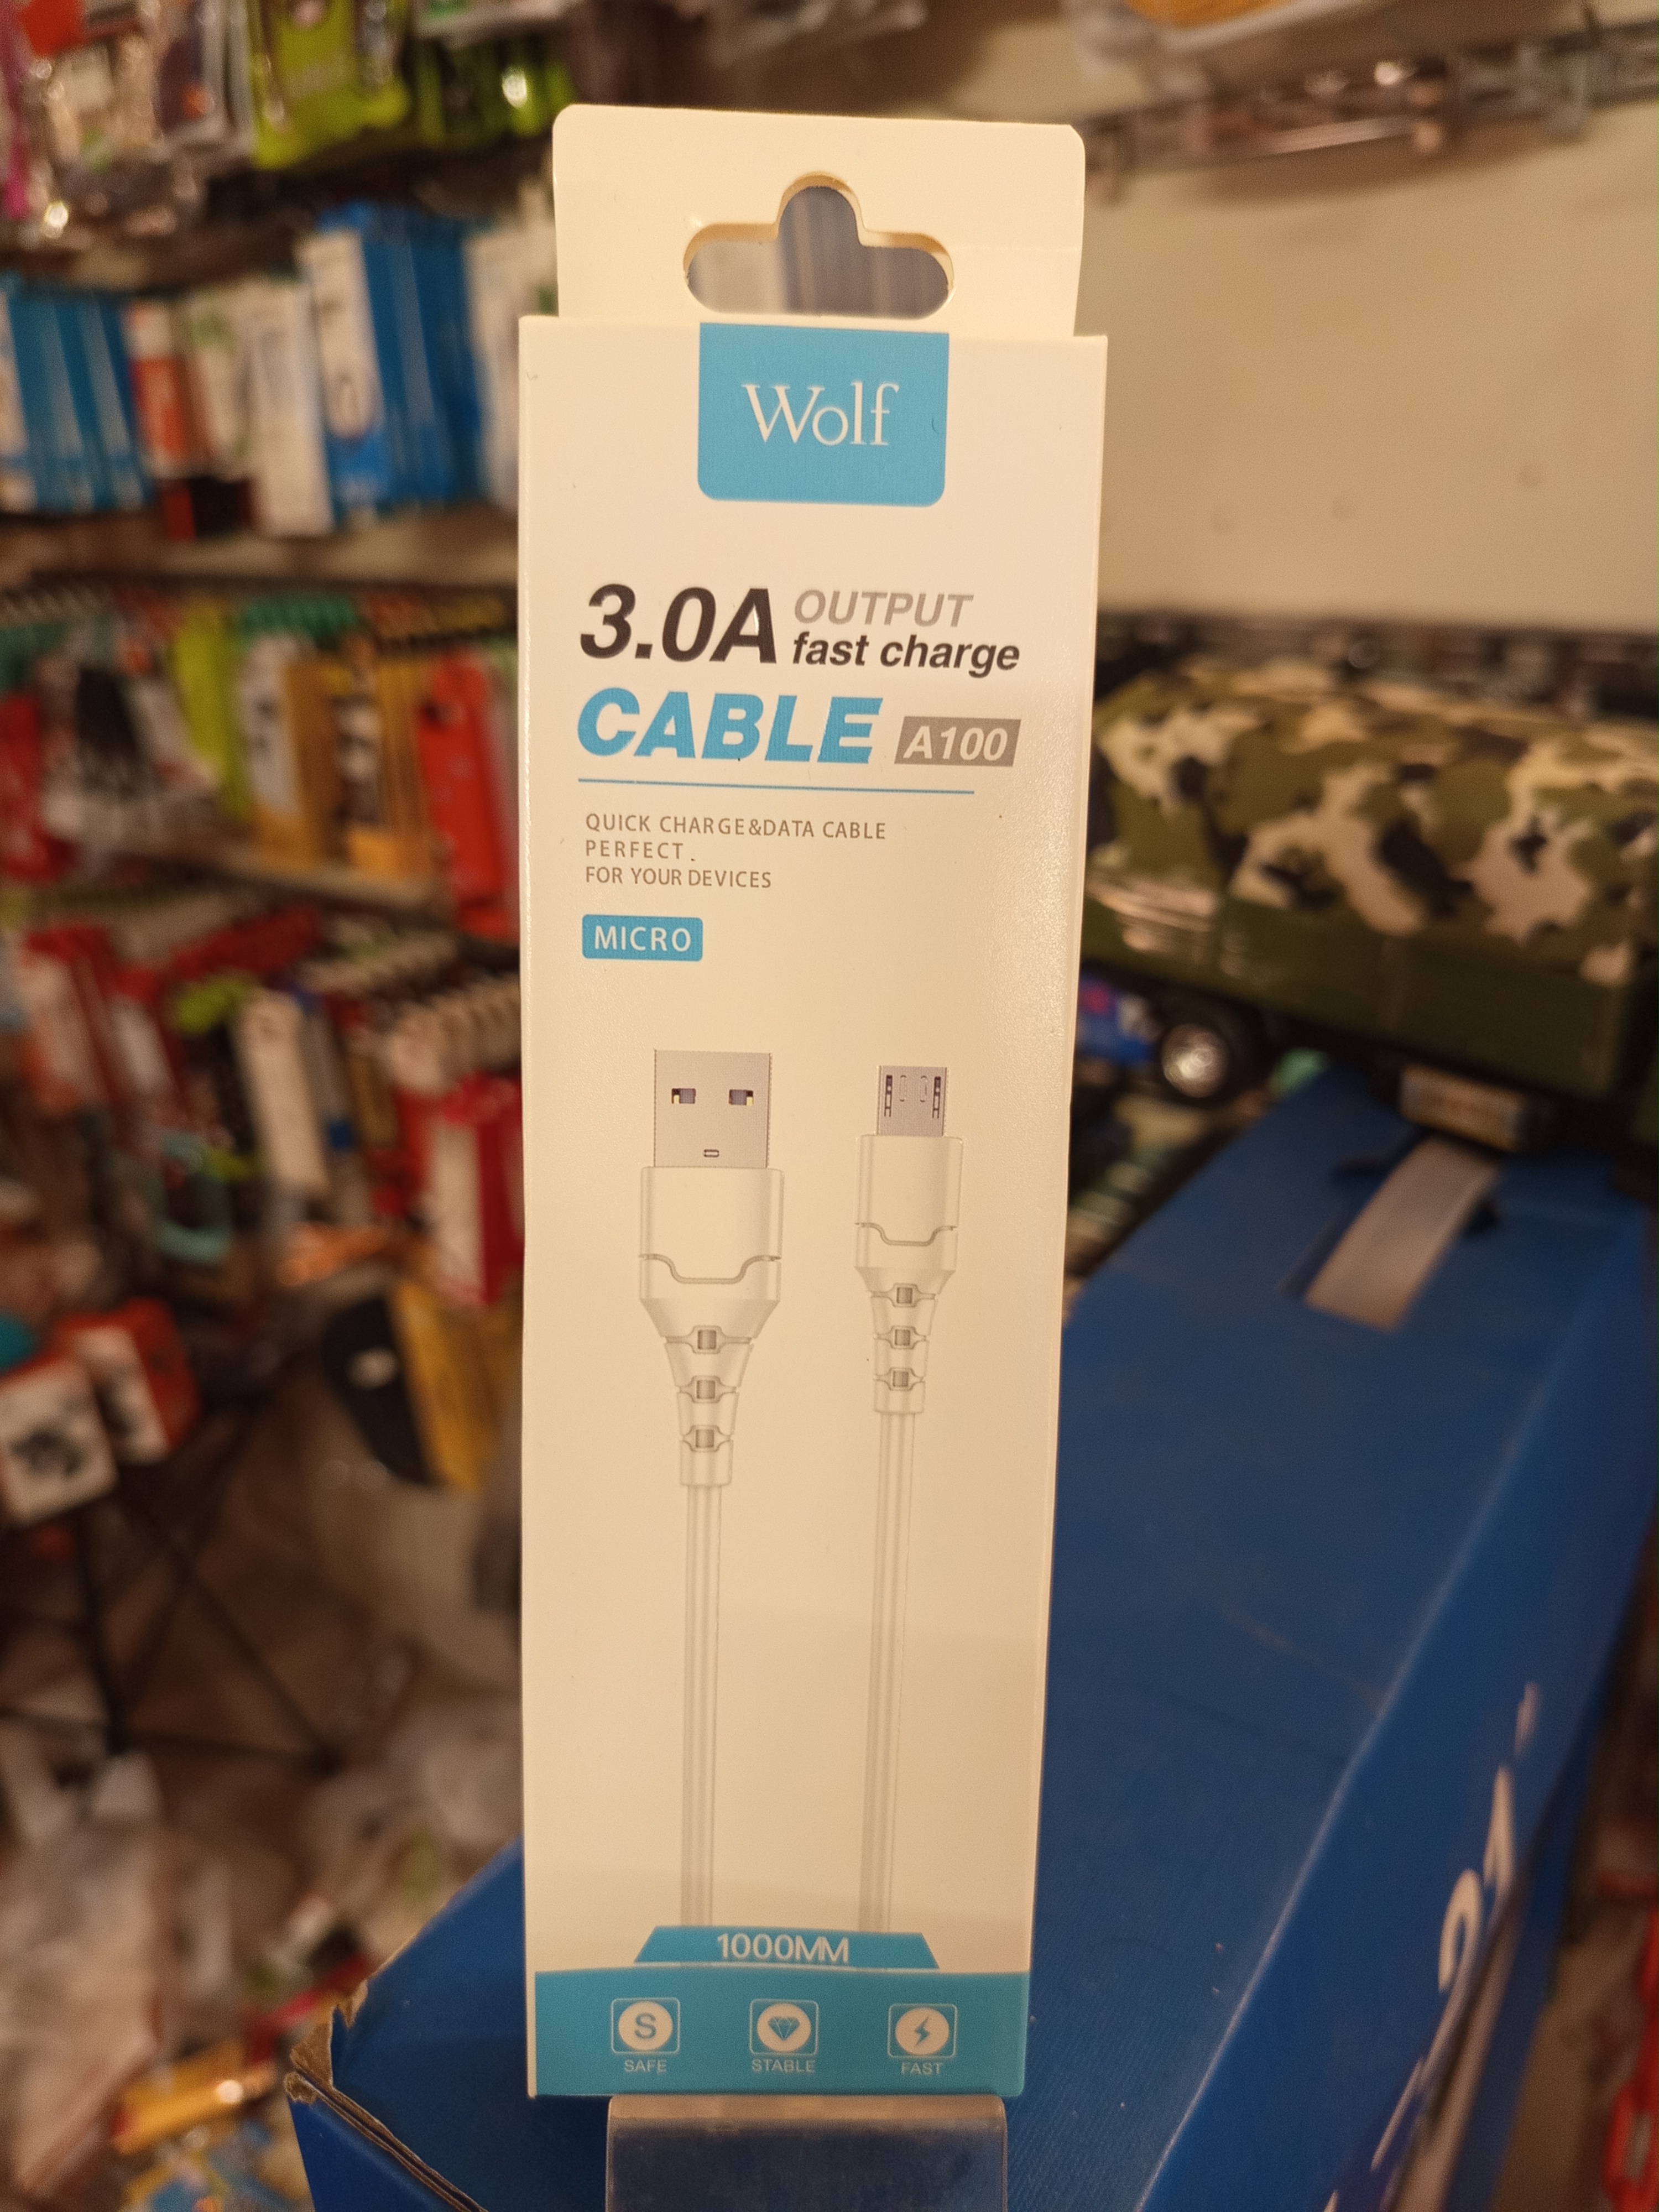 Wolf
3.0A OUTPUT
fast charge
CABLE A100
QUICK CHARGE&DATA CABLE
PERFECT.
FOR YOUR DEVICES
MICRO
1000MM
S
SAFE STABLE FAST